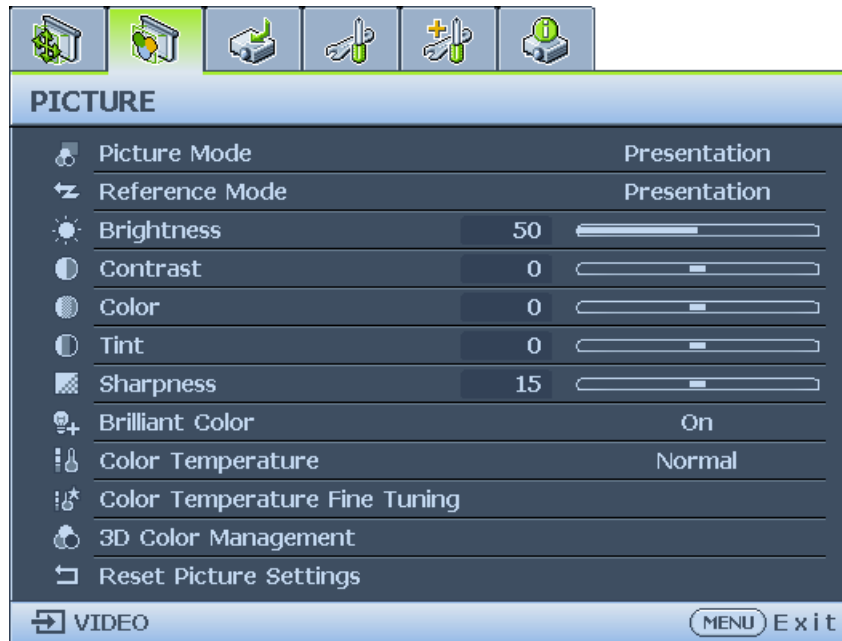 PICTURE
Picture Mode Presentation
Reference Mode Presentation
Brightness 50
Contrast 0
Color 0
Tint 0
Sharpness 15
Brilliant Color On
Color Temperature Normal
Color Temperature Fine Tuning
3D Color Management
Reset Picture Settings
VIDEO MENU Exit